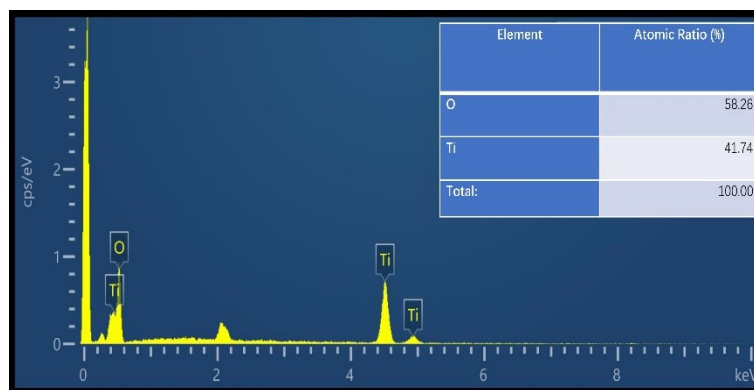 Element Atomic Ratio (%)
O 58.26
Ti 41.74
Total: 100.00
3
2
1
0
cps/eV
O
Ti
Ti
Ti
0 2 4 6 8 keV